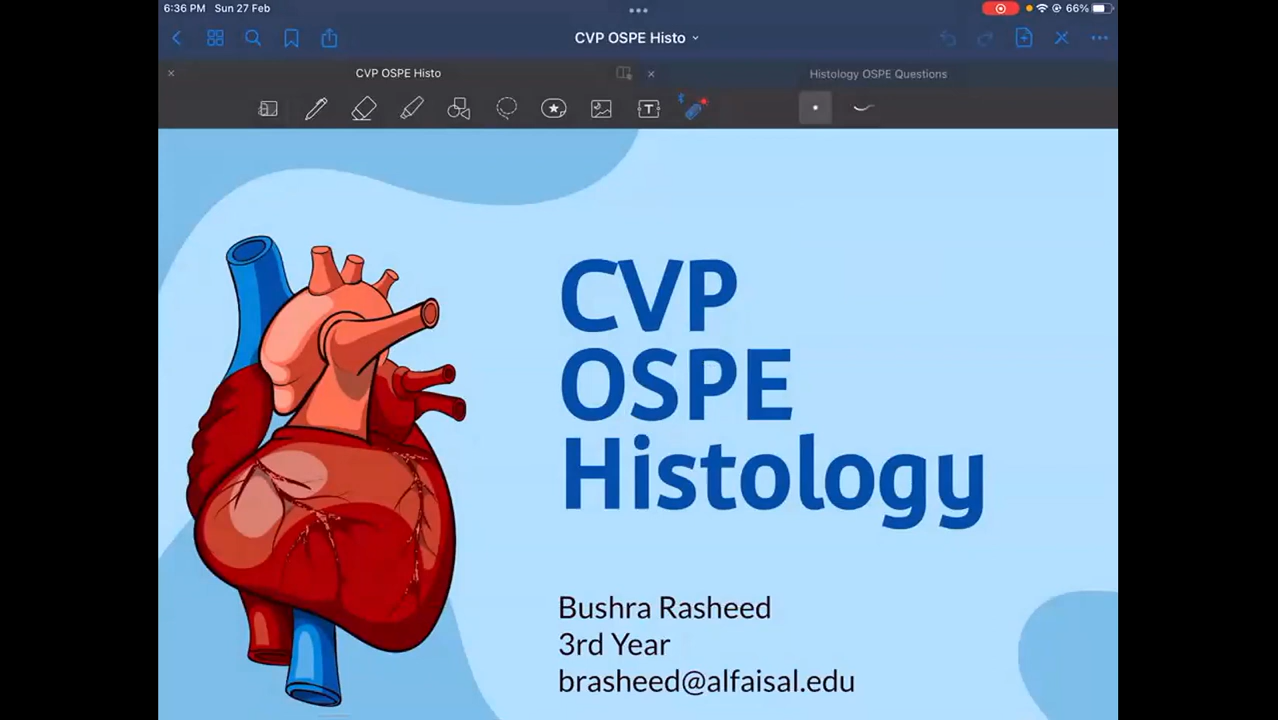 6:36 PM Sun 27 Feb
66%
CVP OSPE Histo
CVP OSPE Histo
Histology OSPE Questions
T
CVP
OSPE
Histology
Bushra Rasheed
3rd Year
brasheed@alfaisal.edu